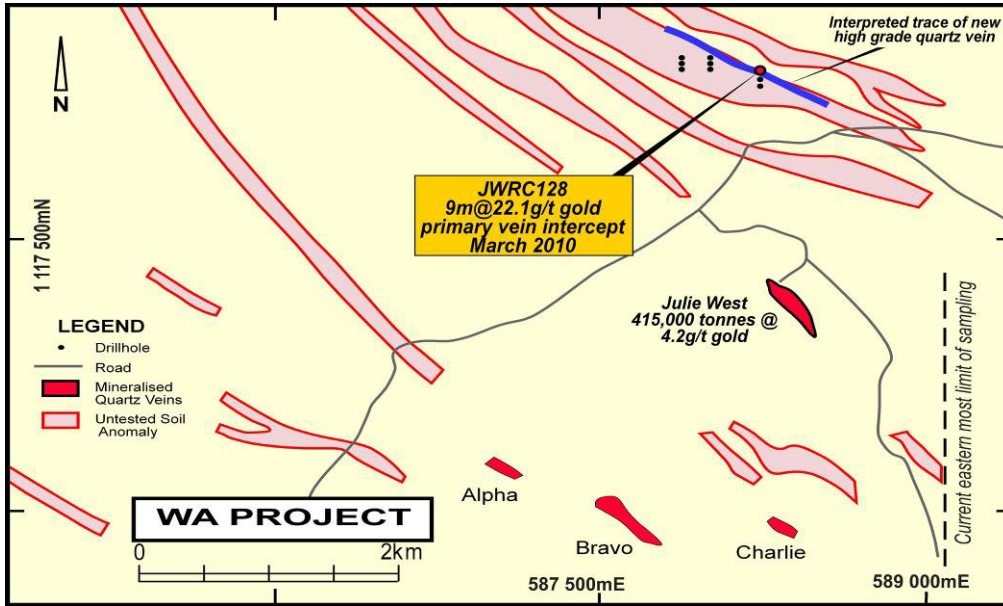 Interpreted trace of new
high grade quartz vein
N
JWRC128
9m@22.1g/t gold
primary vein intercept
March 2010
1 117 500mN
Julie West
415,000 tonnes @
4.2g/t gold
LEGEND
Drillhole
Road
Mineralised
Quartz Veins
Untested Soil
Anomaly
Current eastern most limit of sampling
Alpha
Bravo
Charlie
WA PROJECT
0
2km
587 500mE
589 000mE